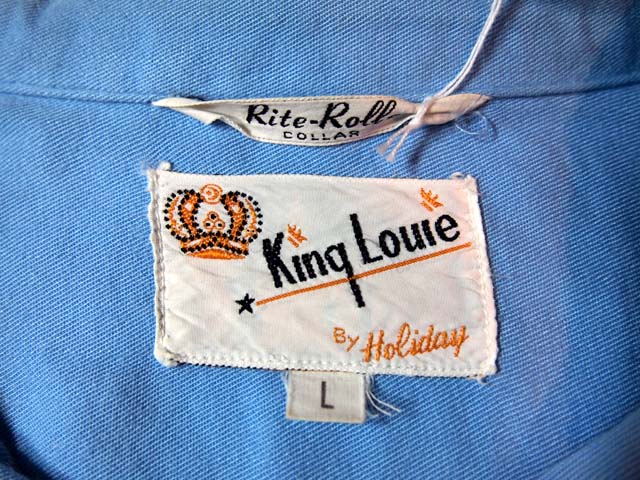 Rite-Roll
COLLAR
King Louie
By Holiday
L